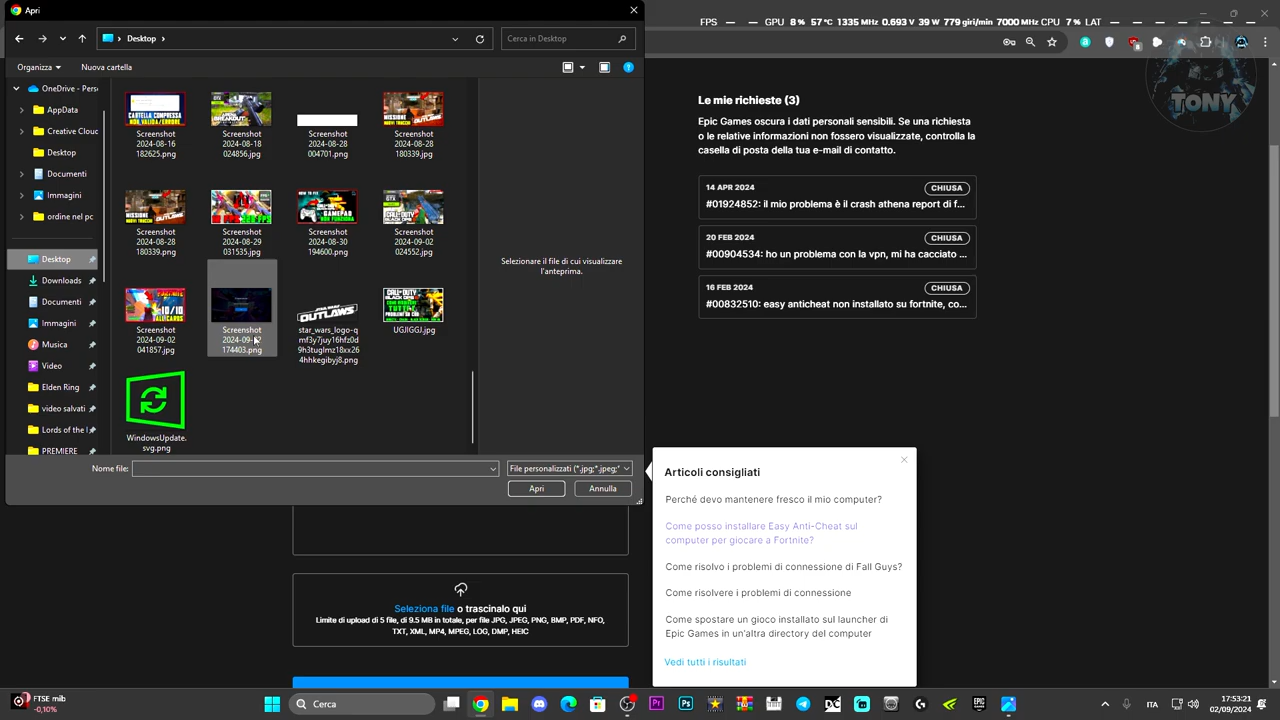 Apri
FPS — — GPU 8 % 57 °C 1335 MHz 0.693 V 39 W 779 giri/min 7000 MHz CPU 7 % LAT — —
Desktop
Cerca in Desktop
Organizza
Nuova cartella
OneDrive - Perso
AppData
Creative Clouc
Desktop
Documenti
Immagini
ordine nel pc
Desktop
Downloads
Documenti
Immagini
Musica
Video
Elden Ring
video salvati
Lords of the
PREMIERE
Screenshot
2024-08-16
182625.png
Screenshot
2024-08-18
024856.jpg
Screenshot
2024-08-28
004701.png
Screenshot
2024-08-28
180339.jpg
Screenshot
2024-08-28
180339.png
Screenshot
2024-08-29
031535.jpg
Screenshot
2024-08-30
194600.png
Screenshot
2024-09-02
024552.jpg
Screenshot
2024-09-02
041857.jpg
Screenshot
174403.png
star_wars_logo-q
mf3y7juy16hfz0d
9h3tuglmz18xx26
4hhkegibyj8.png
UGJIGGJ.jpg
WindowsUpdate.
svg.png
Selezionare il file di cui visualizzare
l'anteprima.
Nome file:
File personalizzati (*.jpg;*.jpeg;*
Apri
Annulla
TONY
Le mie richieste (3)
Epic Games oscura i dati personali sensibili. Se una richiesta
o le relative informazioni non fossero visualizzate, controlla la
casella di posta della tua e-mail di contatto.
14 APR 2024
CHIUSA
#01924852: il mio problema è il crash athena report di f...
20 FEB 2024
CHIUSA
#00904534: ho un problema con la vpn, mi ha cacciato ...
16 FEB 2024
CHIUSA
#00832510: easy anticheat non installato su fortnite, co...
Articoli consigliati
Perché devo mantenere fresco il mio computer?
Come posso installare Easy Anti-Cheat sul
computer per giocare a Fortnite?
Come risolvo i problemi di connessione di Fall Guys?
Come risolvere i problemi di connessione
Come spostare un gioco installato sul launcher di
Epic Games in un'altra directory del computer
Vedi tutti i risultati
Seleziona file o trascinalo qui
Limite di upload di 5 file, di 9.5 MB in totale, per file JPG, JPEG, PNG, BMP, PDF, NFO,
TXT, XML, MP4, MPEG, LOG, DMP, HEIC
FTSE mib
-0,10%
Cerca
ITA
17:53:21
02/09/2024